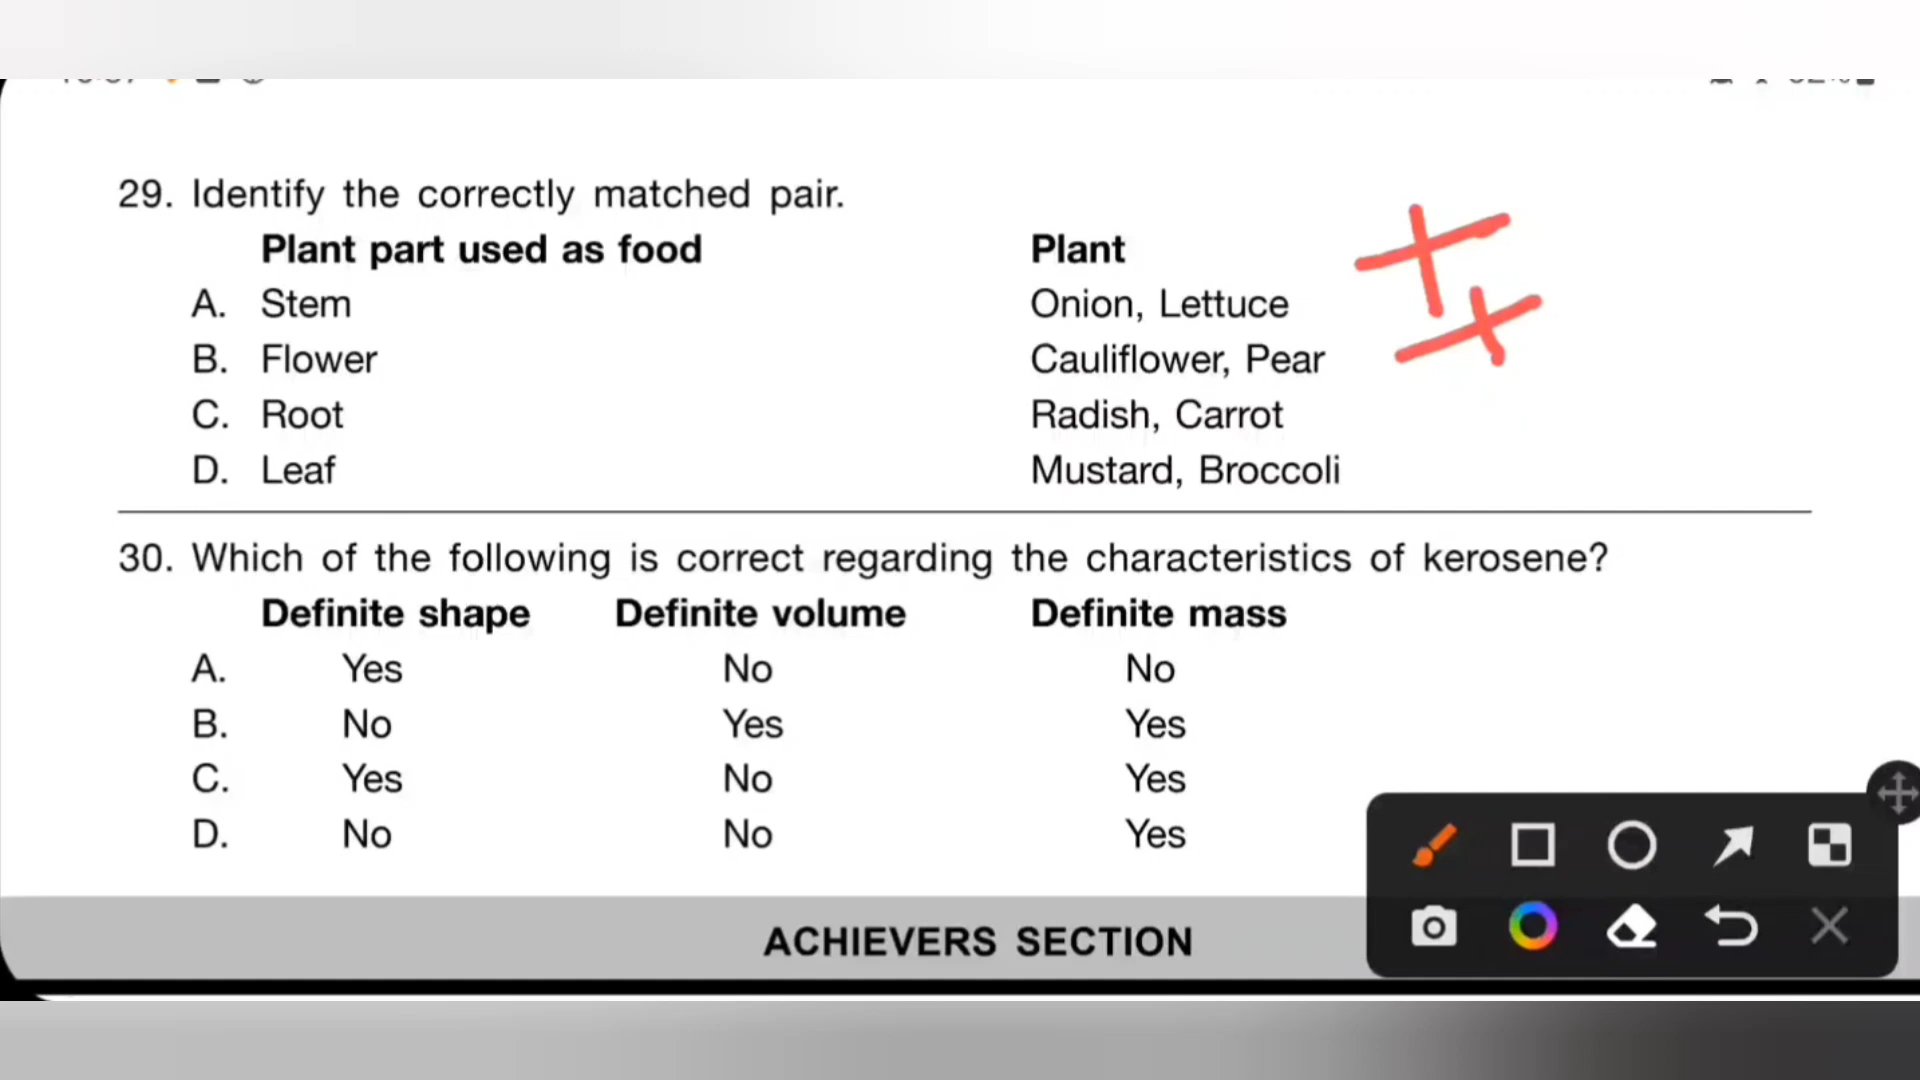 29. Identify the correctly matched pair.
Plant part used as food Plant
A. Stem Onion, Lettuce
B. Flower Cauliflower, Pear
C. Root Radish, Carrot
D. Leaf Mustard, Broccoli
30. Which of the following is correct regarding the characteristics of kerosene?
Definite shape Definite volume Definite mass
A. Yes No No
B. No Yes Yes
C. Yes No Yes
D. No No Yes
ACHIEVERS SECTION